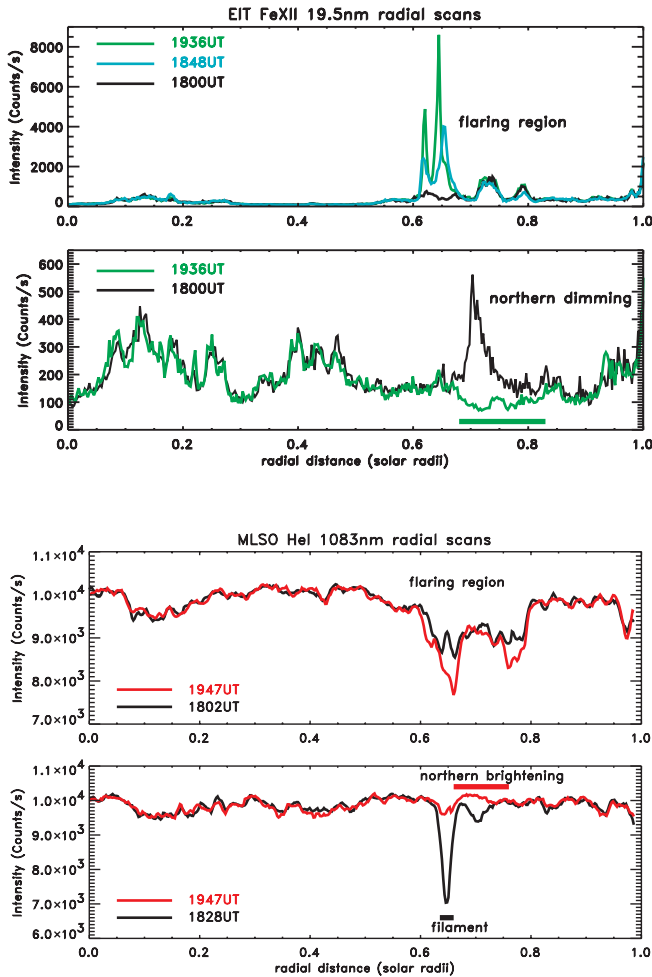 EIT FeXII 19.5nm radial scans
8000
6000
4000
2000
0
Intensity (Counts/s)
1936UT
1848UT
1800UT
flaring region
0.0 0.2 0.4 0.6 0.8 1.0
600
500
400
300
200
100
0
Intensity (Counts/s)
1936UT
1800UT
northern dimming
0.0 0.2 0.4 0.6 0.8 1.0
radial distance (solar radii)
MLSO HeI 1083nm radial scans
1.1×10⁴
1.0×10⁴
9.0×10³
8.0×10³
7.0×10³
Intensity (Counts/s)
flaring region
1947UT
1802UT
0.0 0.2 0.4 0.6 0.8 1.0
1.1×10⁴
1.0×10⁴
9.0×10³
8.0×10³
7.0×10³
6.0×10³
Intensity (Counts/s)
northern brightening
1947UT
1828UT
filament
0.0 0.2 0.4 0.6 0.8 1.0
radial distance (solar radii)